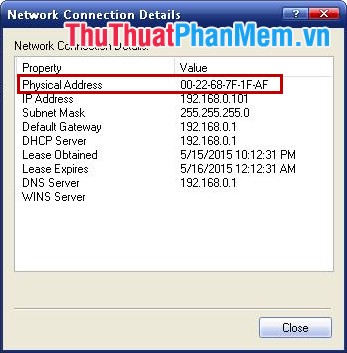 Network Connection Details
ThuThuatPhanMem.vn
Network Connection Details:
Property Value
Physical Address 00-22-68-7F-1F-AF
IP Address 192.168.0.101
Subnet Mask 255.255.255.0
Default Gateway 192.168.0.1
DHCP Server 192.168.0.1
Lease Obtained 5/15/2015 10:12:31 PM
Lease Expires 5/16/2015 12:12:31 AM
DNS Server 192.168.0.1
WINS Server
Close